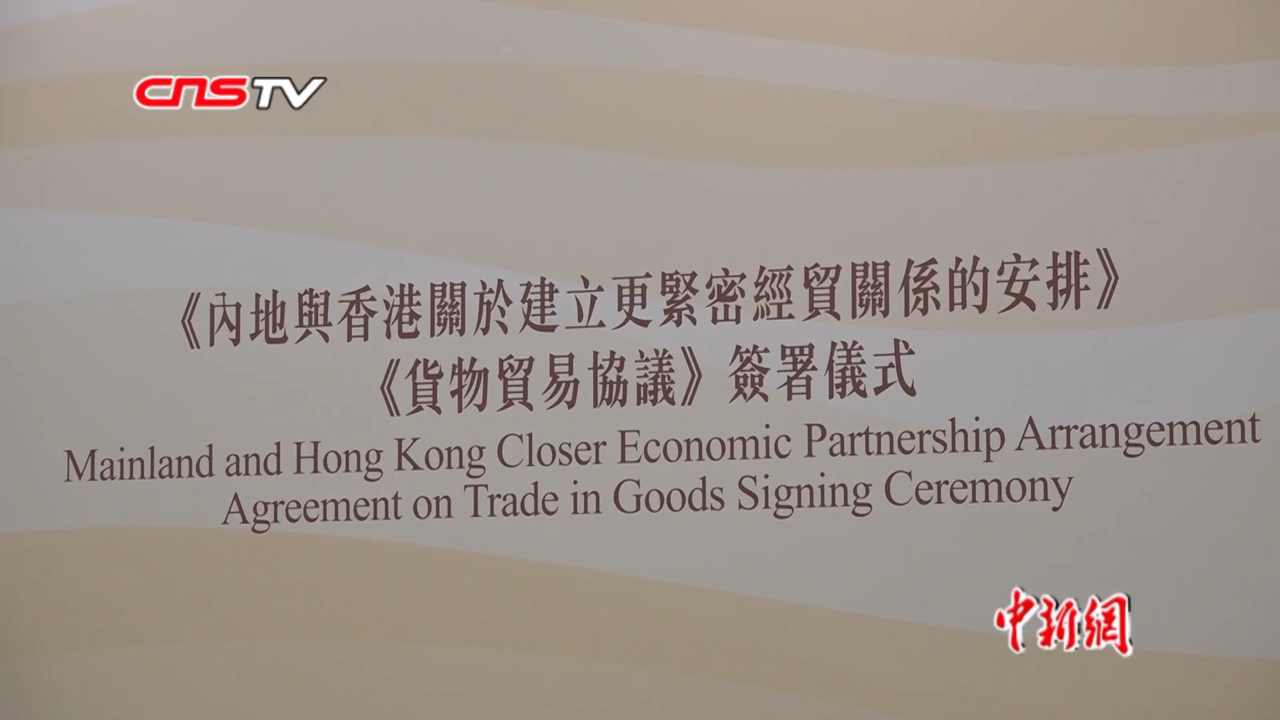 CNSTV
《內地與香港關於建立更緊密經貿關係的安排》
《貨物貿易協議》簽署儀式
Mainland and Hong Kong Closer Economic Partnership Arrangement
Agreement on Trade in Goods Signing Ceremony
中新網